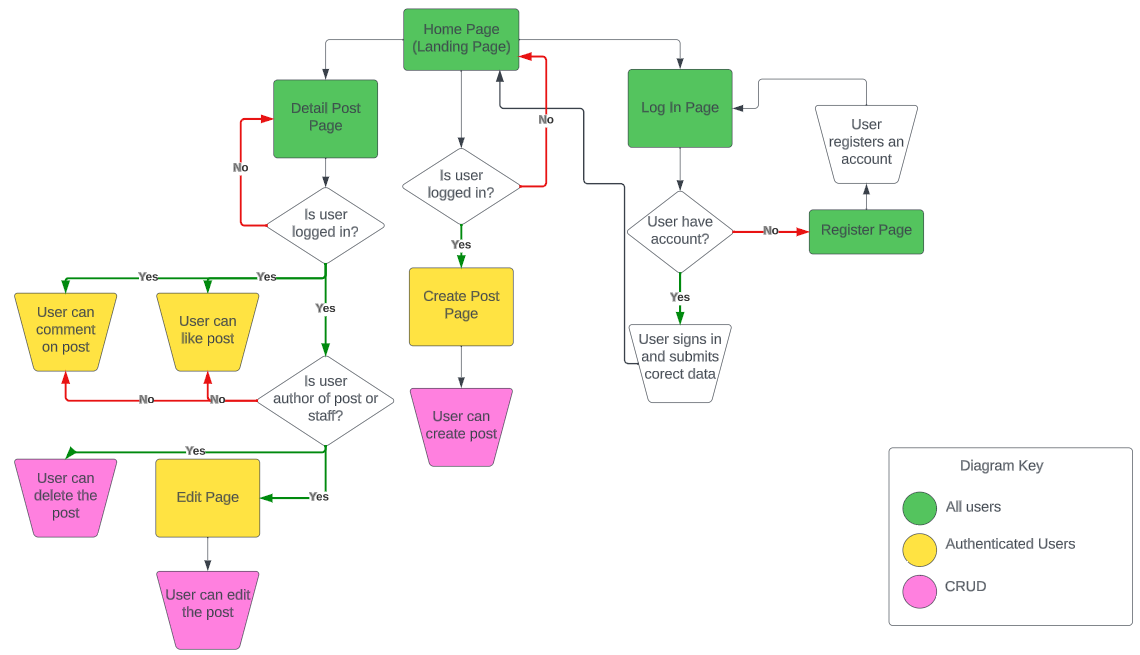 Home Page
(Landing Page)
Detail Post
Page
Log In Page
User
registers an
account
No
No
Is user
logged in?
Is user
logged in?
User have
account?
No
Register Page
Yes
Yes
Yes
Yes
Yes
User can
comment
on post
User can
like post
Create Post
Page
User signs in
and submits
corect data
Is user
author of post or
staff?
No
No
User can
create post
Yes
User can
delete the
post
Edit Page
Yes
User can edit
the post
Diagram Key
All users
Authenticated Users
CRUD